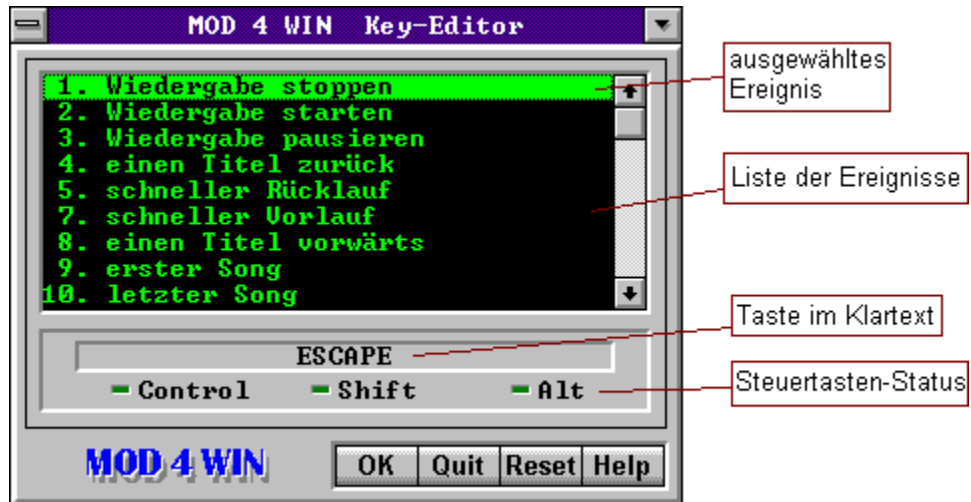 MOD 4 WIN Key-Editor
1. Wiedergabe stoppen
2. Wiedergabe starten
3. Wiedergabe pausieren
4. einen Titel zurück
5. schneller Rücklauf
7. schneller Vorlauf
8. einen Titel vorwärts
9. erster Song
10. letzter Song
ausgewähltes
Ereignis
Liste der Ereignisse
ESCAPE
Taste im Klartext
Control Shift Alt
Steuertasten-Status
MOD 4 WIN
OK Quit Reset Help